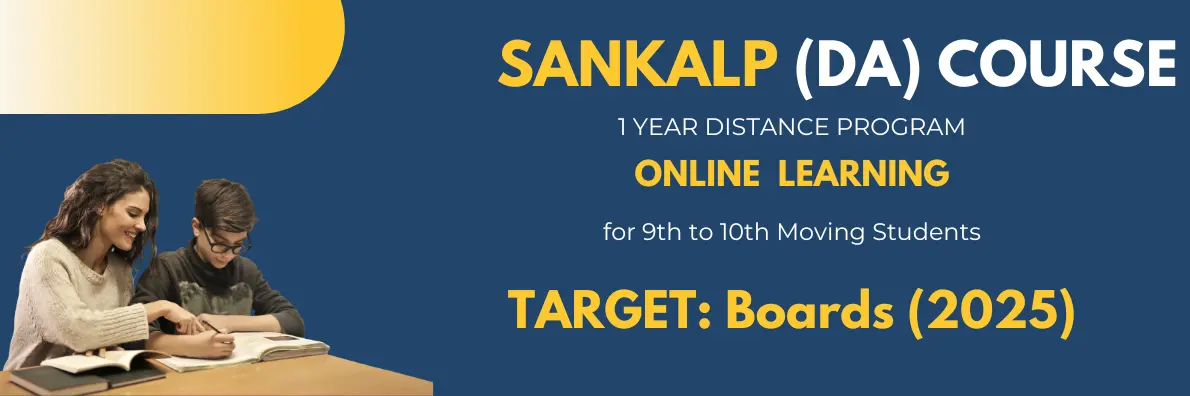 SANKALP (DA) COURSE
1 YEAR DISTANCE PROGRAM
ONLINE LEARNING
for 9th to 10th Moving Students
TARGET: Boards (2025)